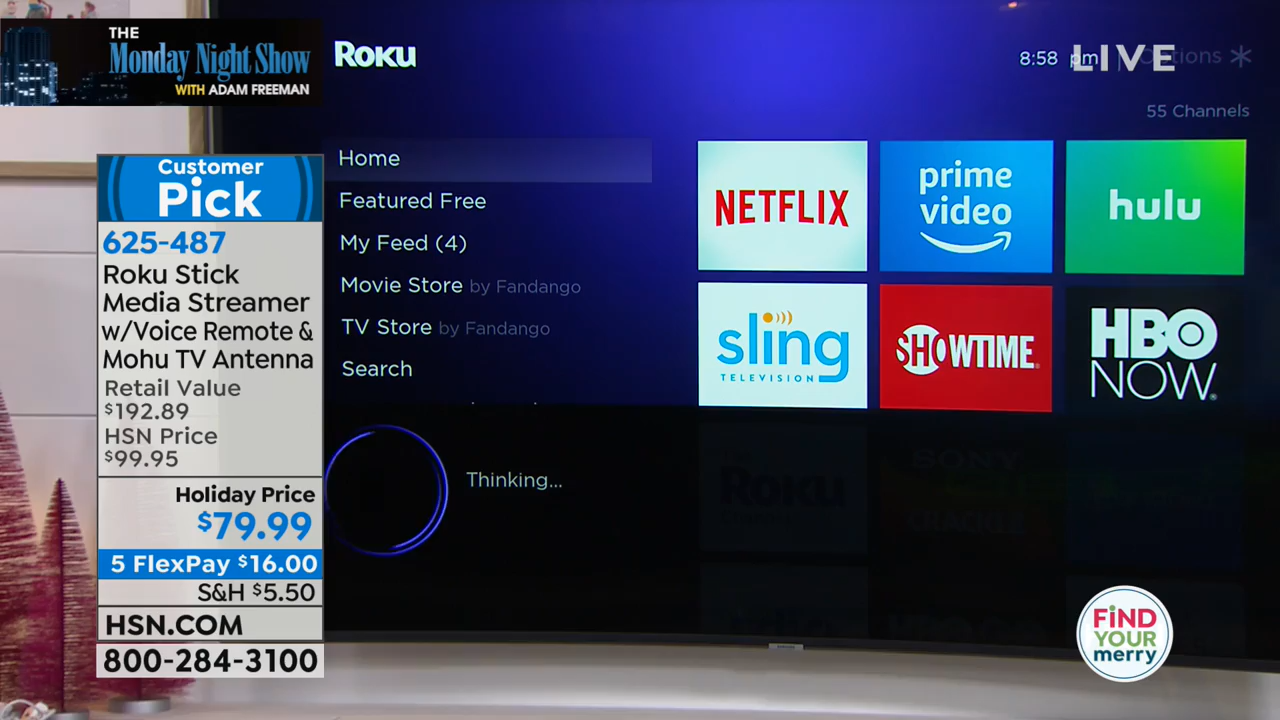 THE
Monday Night Show
WITH ADAM FREEMAN
Customer
Pick
625-487
Roku Stick
Media Streamer
w/Voice Remote &
Mohu TV Antenna
Retail Value
$192.89
HSN Price
$99.95
Holiday Price
$79.99
5 FlexPay $16.00
S&H $5.50
HSN.COM
800-284-3100
Roku
8:58 pm
Options
LIVE
55 Channels
Home
Featured Free
My Feed (4)
Movie Store by Fandango
TV Store by Fandango
Search
Thinking...
NETFLIX
prime
video
hulu
sling
TELEVISION
SHOWTIME
HBO
NOW
Roku
SONY
CRACKLE
FiND
YOUR
merry